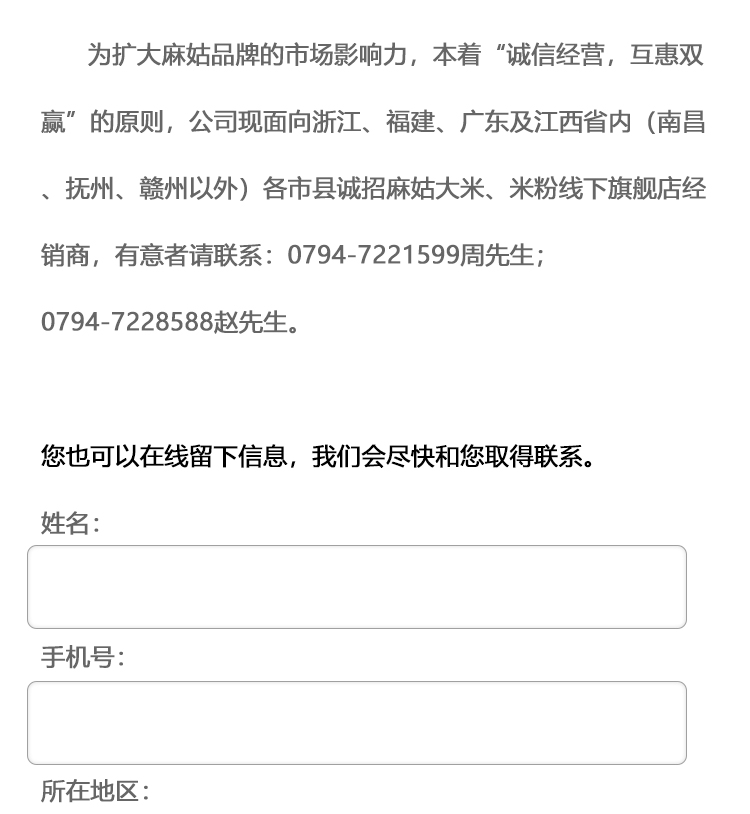 为扩大麻姑品牌的市场影响力，本着“诚信经营，互惠双
赢”的原则，公司现面向浙江、福建、广东及江西省内（南昌
、抚州、赣州以外）各市县诚招麻姑大米、米粉线下旗舰店经
销商，有意者请联系：0794-7221599周先生；
0794-7228588赵先生。
您也可以在线留下信息，我们会尽快和您取得联系。
姓名：
手机号：
所在地区：